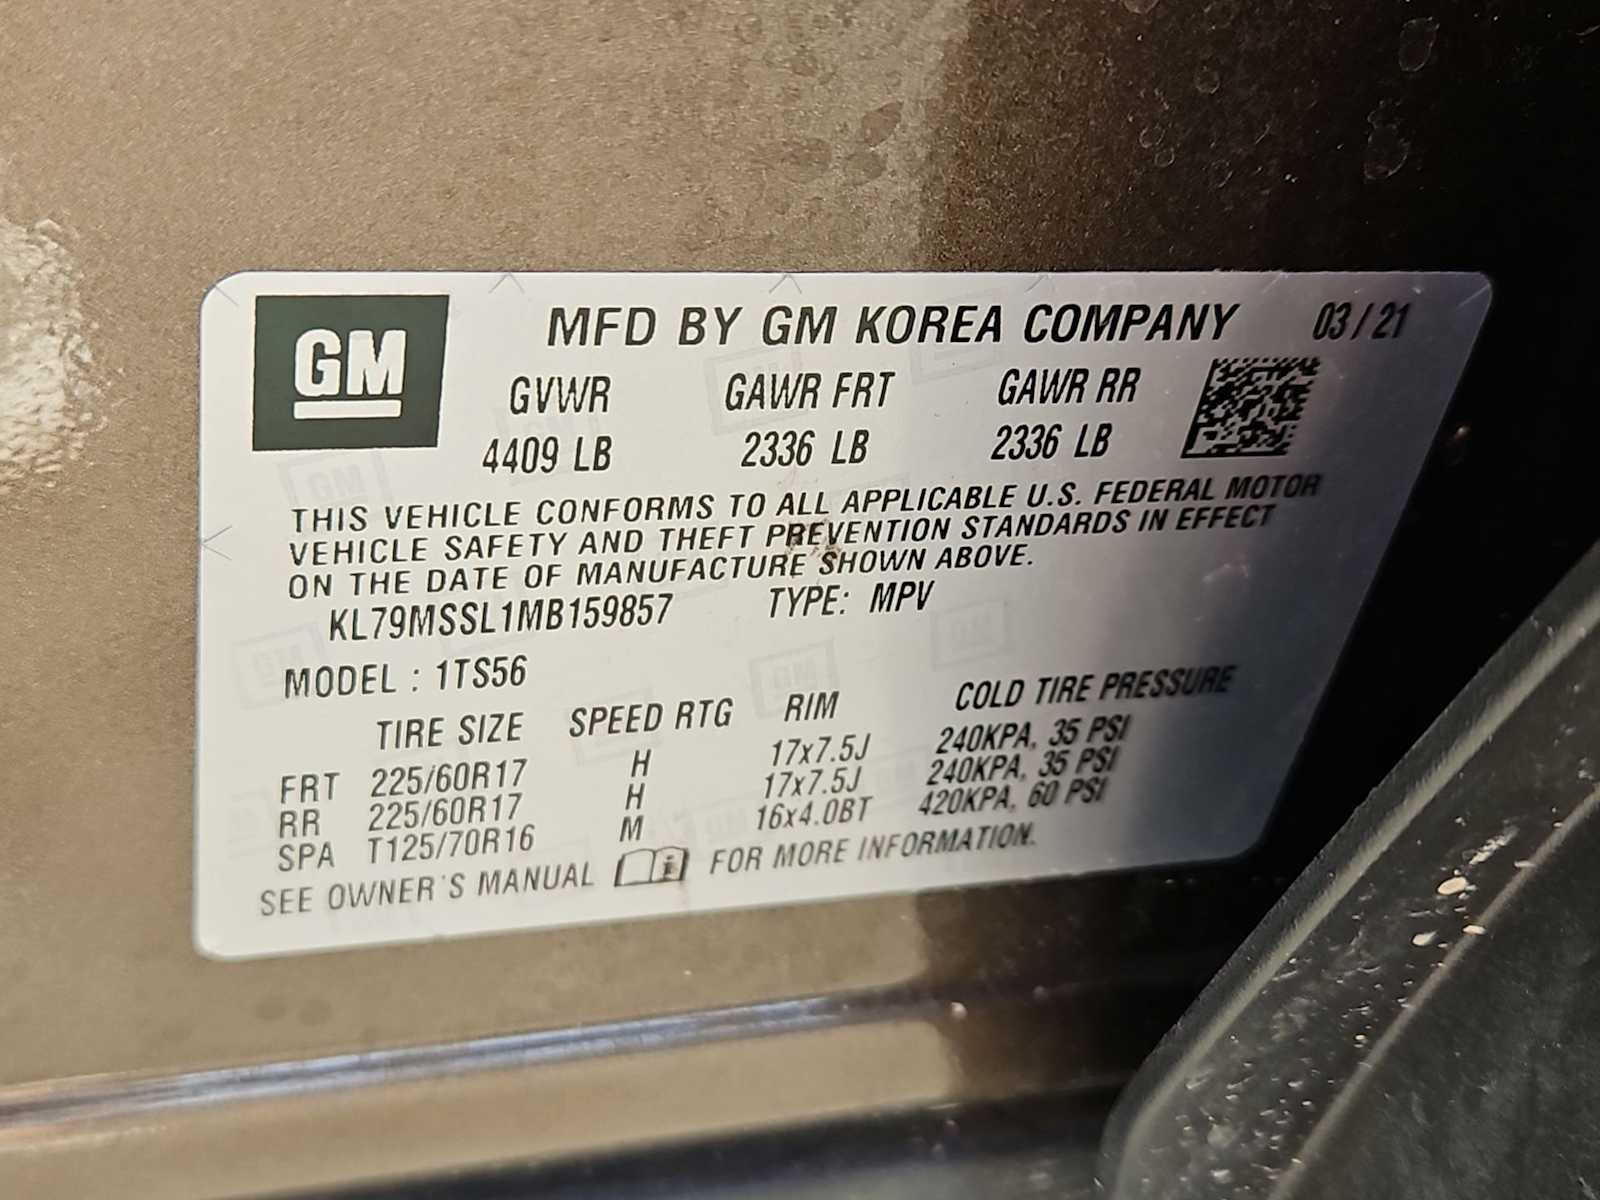 GM
MFD BY GM KOREA COMPANY 03/21
GVWR GAWR FRT GAWR RR
4409 LB 2336 LB 2336 LB
THIS VEHICLE CONFORMS TO ALL APPLICABLE U.S. FEDERAL MOTOR
VEHICLE SAFETY AND THEFT PREVENTION STANDARDS IN EFFECT
ON THE DATE OF MANUFACTURE SHOWN ABOVE.
KL79MSSL1MB159857 TYPE: MPV
MODEL : 1TS56
TIRE SIZE SPEED RTG RIM COLD TIRE PRESSURE
FRT 225/60R17 H 17x7.5J 240KPA, 35 PSI
RR 225/60R17 H 17x7.5J 240KPA, 35 PSI
SPA T125/70R16 M 16x4.0BT 420KPA, 60 PSI
SEE OWNER'S MANUAL FOR MORE INFORMATION.